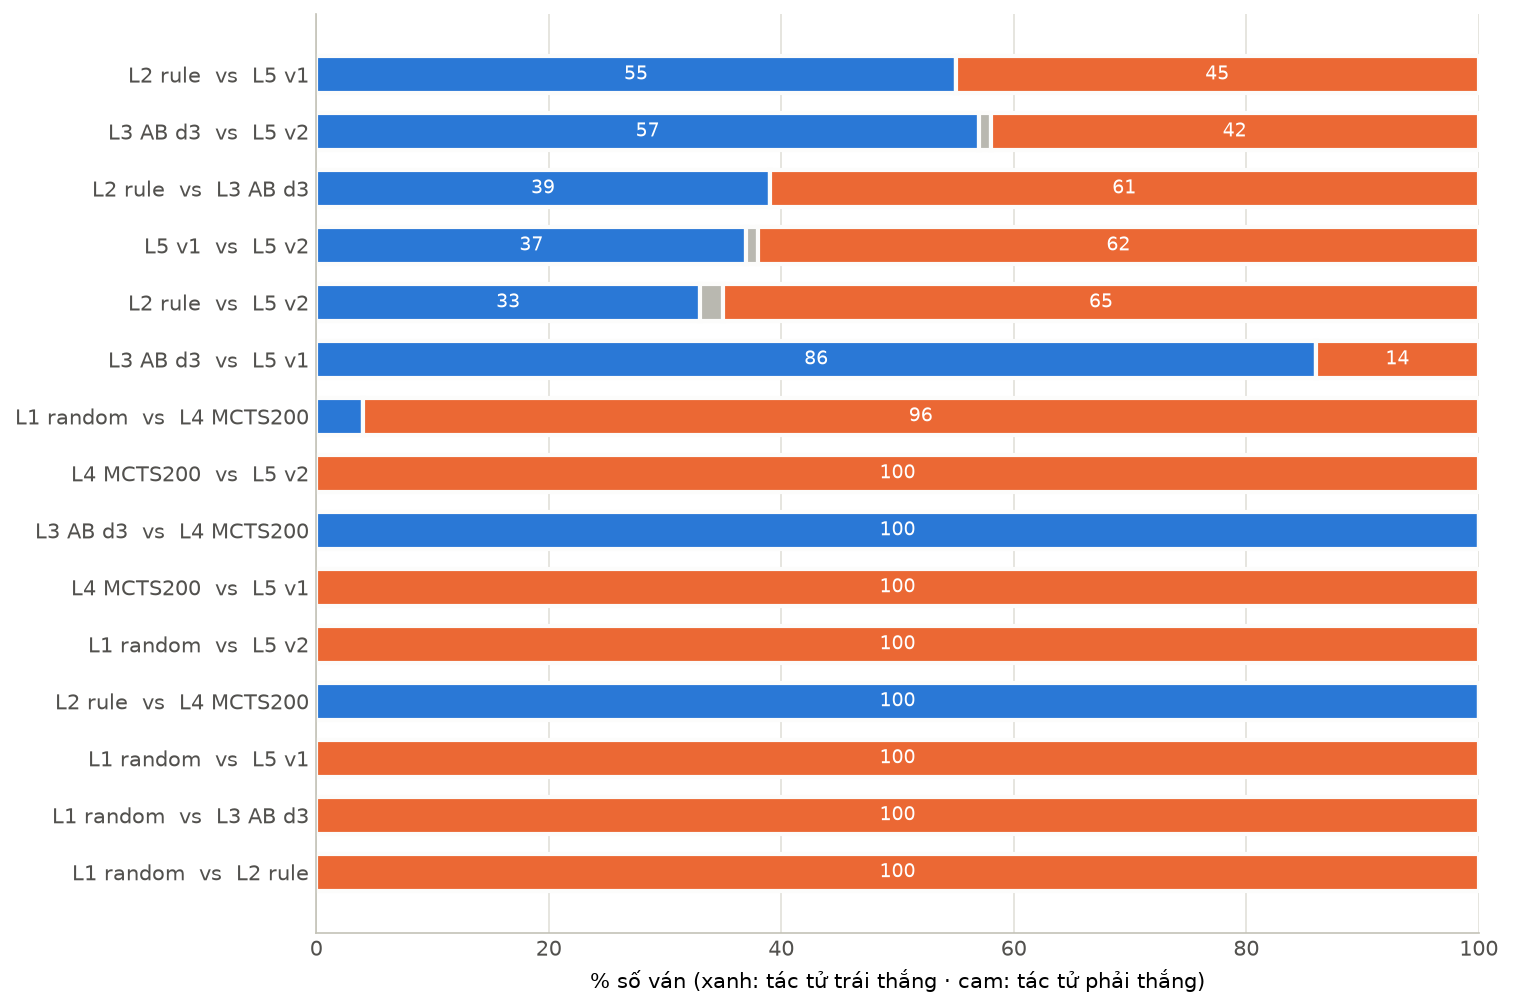 L2 rule vs L5 v1 55 45
L3 AB d3 vs L5 v2 57 42
L2 rule vs L3 AB d3 39 61
L5 v1 vs L5 v2 37 62
L2 rule vs L5 v2 33 65
L3 AB d3 vs L5 v1 86 14
L1 random vs L4 MCTS200 96
L4 MCTS200 vs L5 v2 100
L3 AB d3 vs L4 MCTS200 100
L4 MCTS200 vs L5 v1 100
L1 random vs L5 v2 100
L2 rule vs L4 MCTS200 100
L1 random vs L5 v1 100
L1 random vs L3 AB d3 100
L1 random vs L2 rule 100
0 20 40 60 80 100
% số ván (xanh: tác tử trái thắng · cam: tác tử phải thắng)